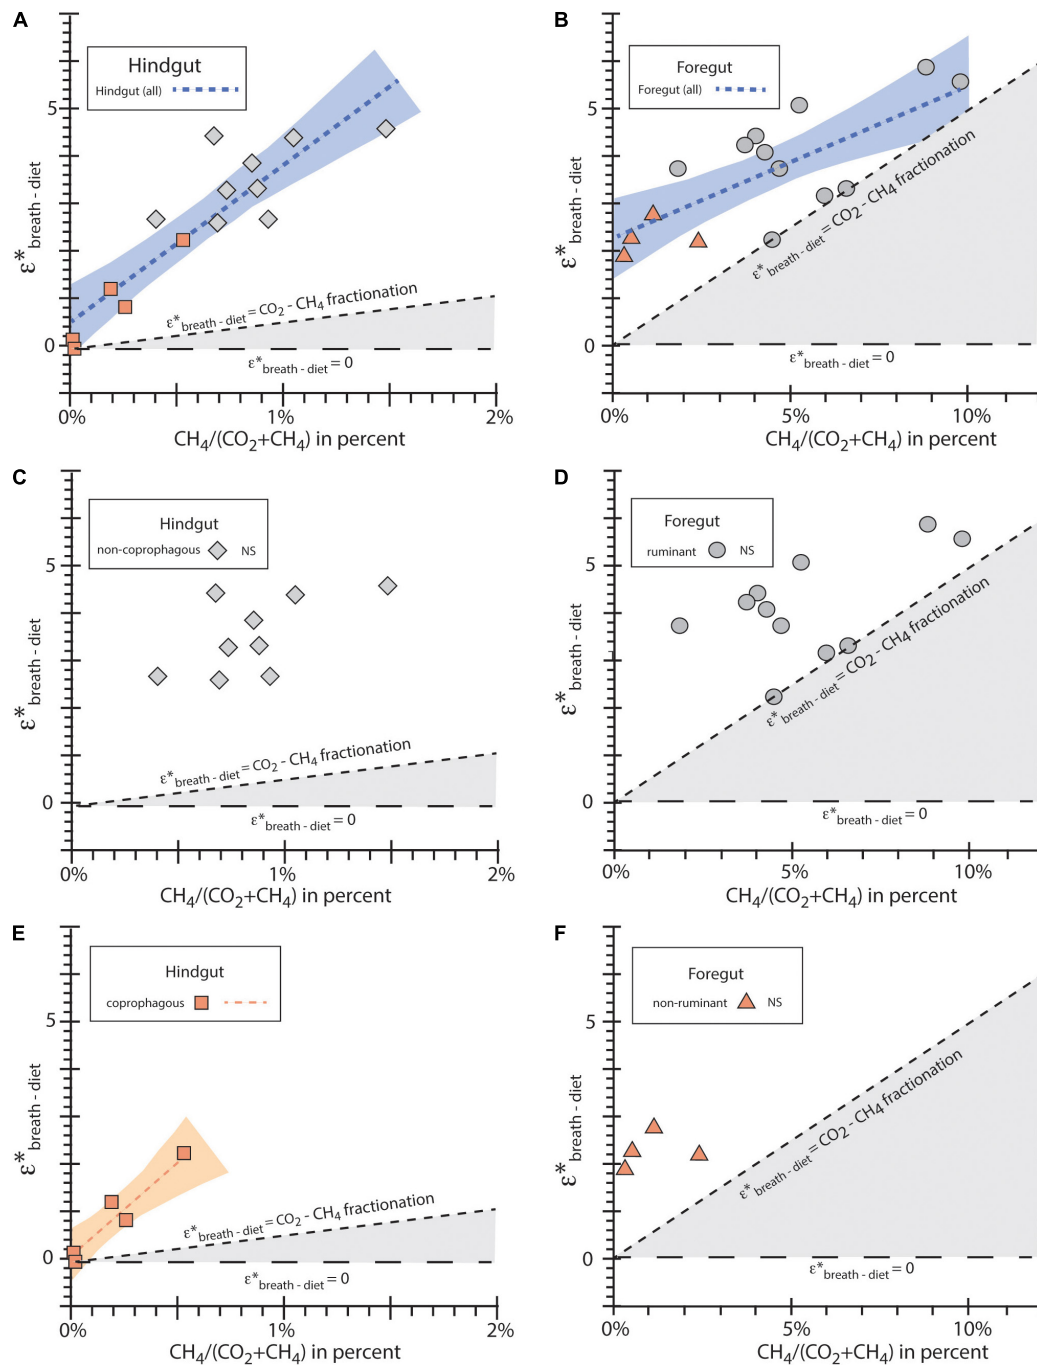 A
Hindgut
Hindgut (all)
5
0
ε*breath - diet
ε*breath - diet = CO2 - CH4 fractionation
ε*breath - diet = 0
0%
1%
2%
CH4/(CO2+CH4) in percent
B
Foregut
Foregut (all)
5
0
ε*breath - diet
ε*breath - diet = CO2 - CH4 fractionation
ε*breath - diet = 0
0%
5%
10%
CH4/(CO2+CH4) in percent
C
Hindgut
non-coprophagous NS
5
0
ε*breath - diet
ε*breath - diet = CO2 - CH4 fractionation
ε*breath - diet = 0
0%
1%
2%
CH4/(CO2+CH4) in percent
D
Foregut
ruminant NS
5
0
ε*breath - diet
ε*breath - diet = CO2 - CH4 fractionation
ε*breath - diet = 0
0%
5%
10%
CH4/(CO2+CH4) in percent
E
Hindgut
coprophagous
5
0
ε*breath - diet
ε*breath - diet = CO2 - CH4 fractionation
ε*breath - diet = 0
0%
1%
2%
CH4/(CO2+CH4) in percent
F
Foregut
non-ruminant NS
5
0
ε*breath - diet
ε*breath - diet = CO2 - CH4 fractionation
ε*breath - diet = 0
0%
5%
10%
CH4/(CO2+CH4) in percent